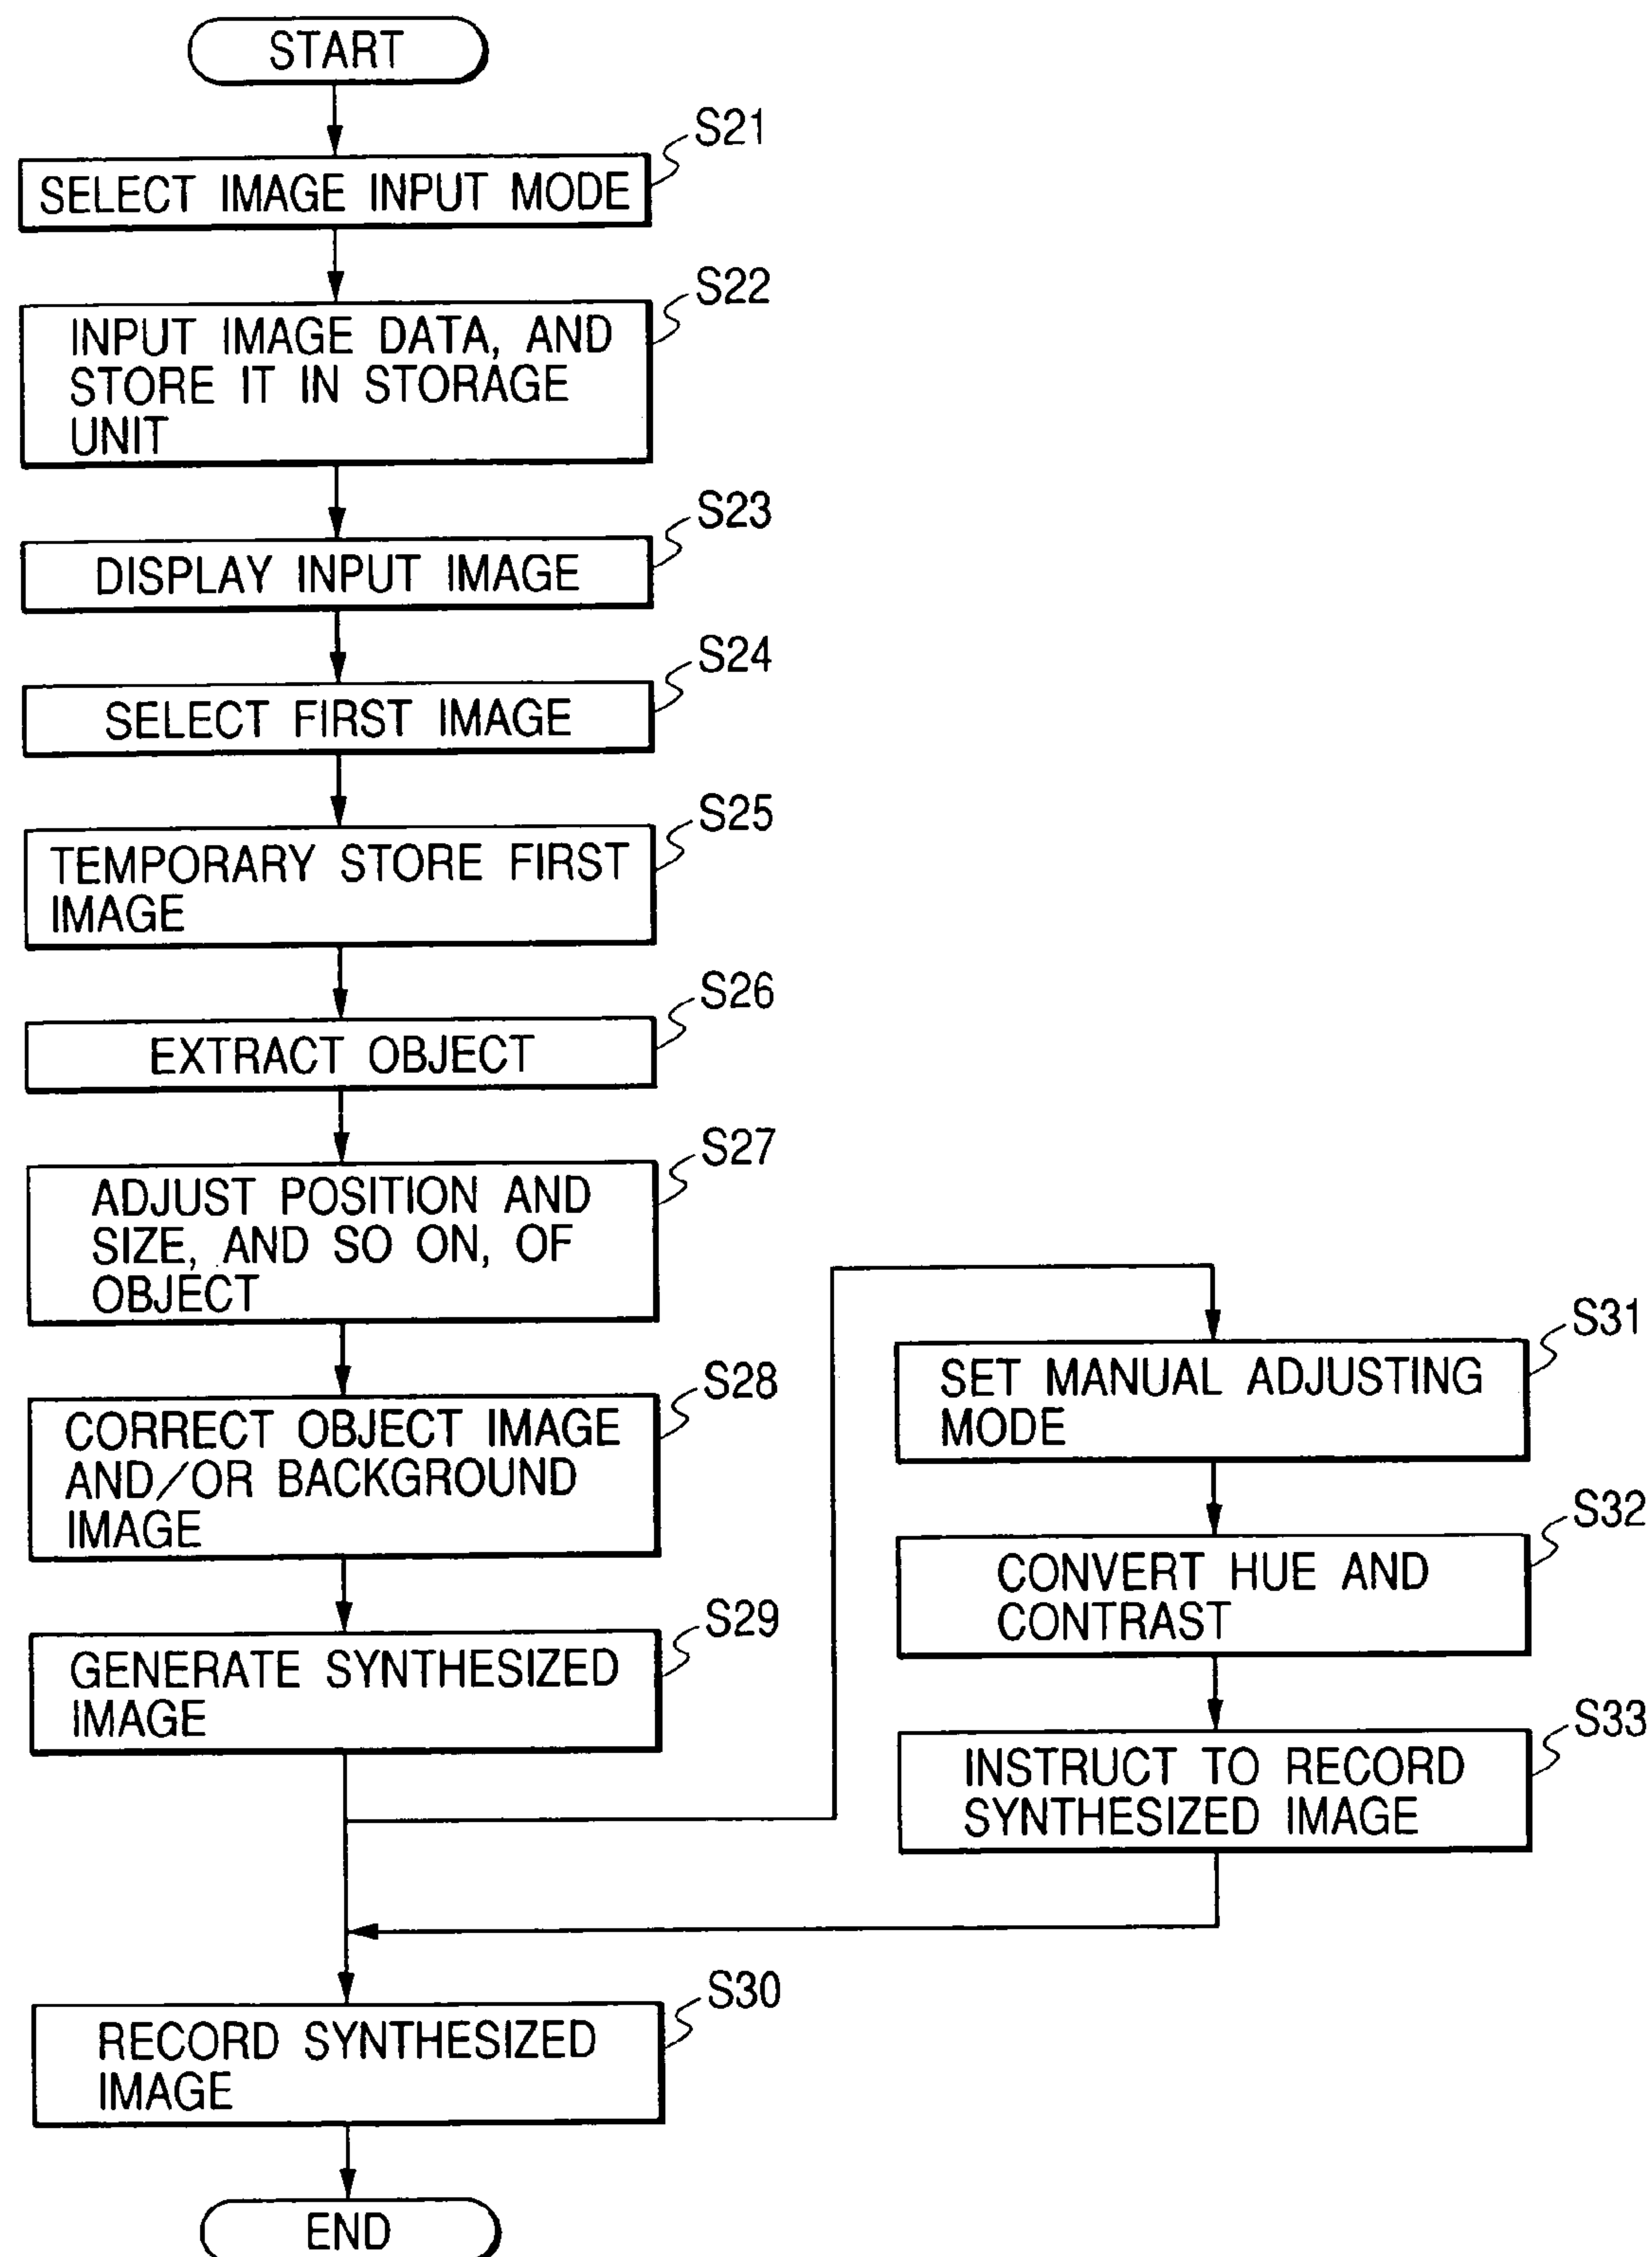 START
S21
SELECT IMAGE INPUT MODE
S22
INPUT IMAGE DATA, AND
STORE IT IN STORAGE
UNIT
S23
DISPLAY INPUT IMAGE
S24
SELECT FIRST IMAGE
S25
TEMPORARY STORE FIRST
IMAGE
S26
EXTRACT OBJECT
S27
ADJUST POSITION AND
SIZE, AND SO ON, OF
OBJECT
S28
CORRECT OBJECT IMAGE
AND/OR BACKGROUND
IMAGE
S29
GENERATE SYNTHESIZED
IMAGE
S31
SET MANUAL ADJUSTING
MODE
S32
CONVERT HUE AND
CONTRAST
S33
INSTRUCT TO RECORD
SYNTHESIZED IMAGE
S30
RECORD SYNTHESIZED
IMAGE
END